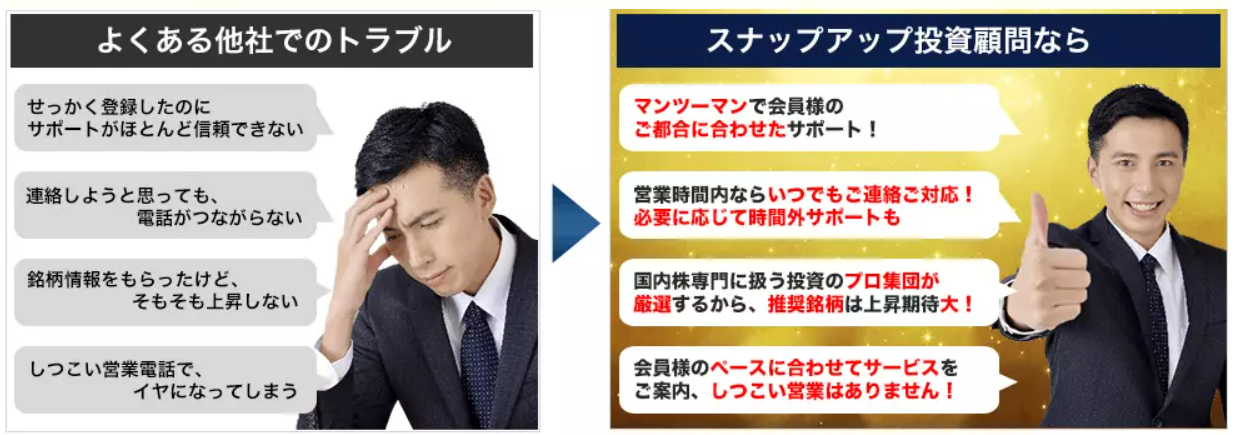 よくある他社でのトラブル
せっかく登録したのに
サポートがほとんど信頼できない
連絡しようと思っても、
電話がつながらない
銘柄情報をもらったけど、
そもそも上昇しない
しつこい営業電話で、
イヤになってしまう
スナップアップ投資顧問なら
マンツーマンで会員様の
ご都合に合わせたサポート！
営業時間内ならいつでもご連絡ご対応！
必要に応じて時間外サポートも
国内株専門に扱う投資のプロ集団が
厳選するから、推奨銘柄は上昇期待大！
会員様のペースに合わせてサービスを
ご案内、しつこい営業はありません！